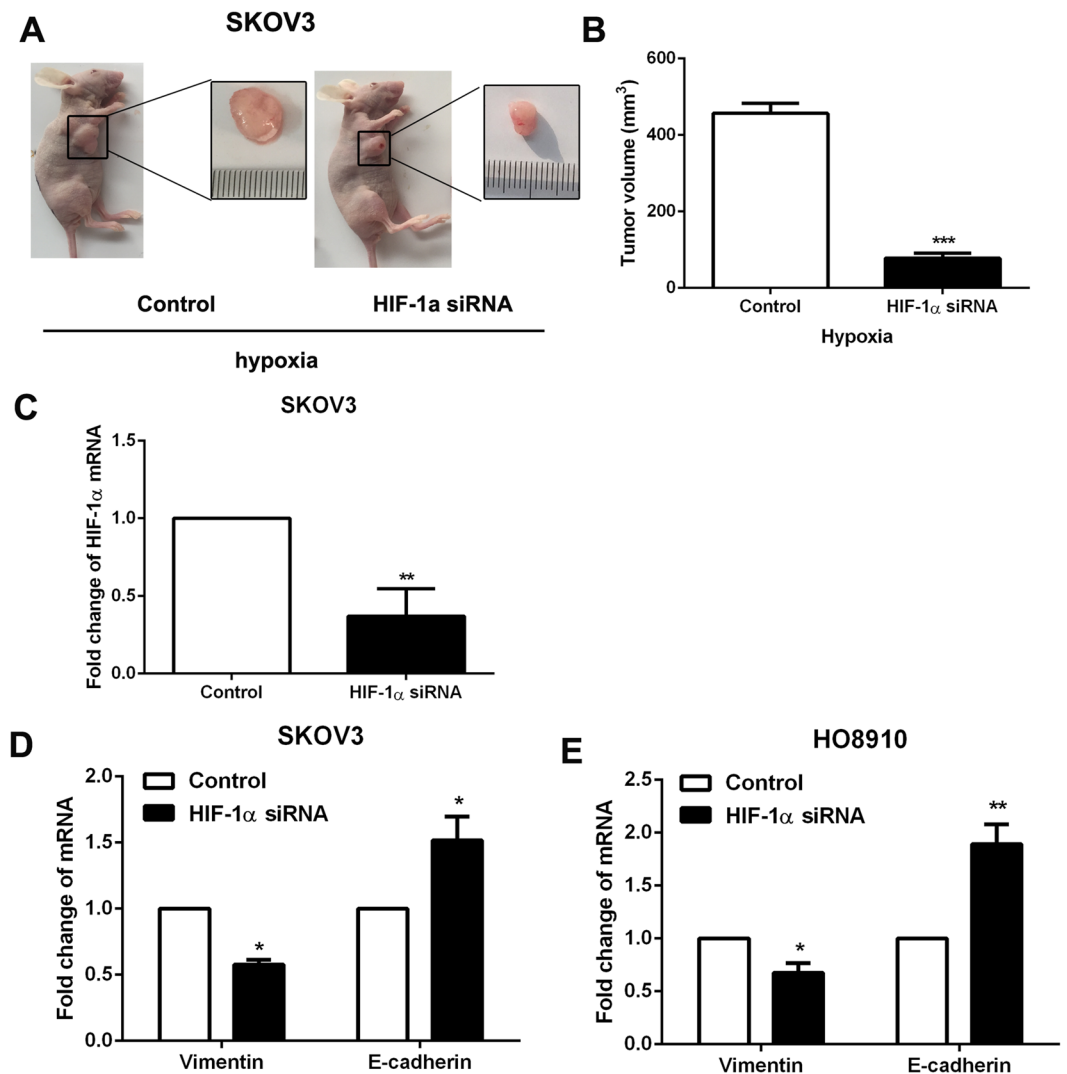 A
SKOV3
Control
HIF-1a siRNA
hypoxia
B
Tumor volume (mm3)
600
400
200
0
***
Control
HIF-1α siRNA
Hypoxia
C
SKOV3
Fold change of HIF-1α mRNA
1.5
1.0
0.5
0.0
**
Control
HIF-1α siRNA
D
SKOV3
Fold change of mRNA
2.0
1.5
1.0
0.5
0.0
Control
HIF-1α siRNA
*
*
Vimentin
E-cadherin
E
HO8910
Fold change of mRNA
2.5
2.0
1.5
1.0
0.5
0.0
Control
HIF-1α siRNA
*
**
Vimentin
E-cadherin